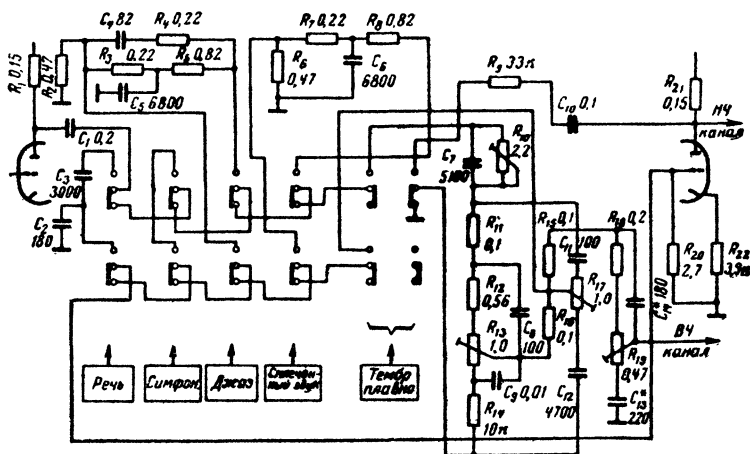 C₄ 82
R₄ 0,22
R₃ 0,22
R₆ 0,82
C₅ 6800
R₁ 0,15
R₂ 0,47
C₁ 0,2
C₃ 3000
C₂ 180
R₇ 0,22
R₈ 0,82
R₆ 0,47
C₆ 6800
R₉ 33к
C₁₀ 0,1
R₂₁ 0,15
НЧ канал
C₇ 5100
R₁₀ 2,2
R₁₁ 0,1
R₁₂ 0,56
R₁₃ 1,0
C₈ 100
C₉ 0,01
R₁₄ 10к
R₁₅ 0,1
C₁₁ 100
R₁₆ 0,1
R₁₇ 1,0
C₁₂ 4700
R₁₈ 0,2
C₁₄* 180
R₁₉ 0,47
C₁₃* 220
R₂₀ 2,7
R₂₂
ВЧ канал
Речь
Симфон.
Джаз
звук
Тембр плавно